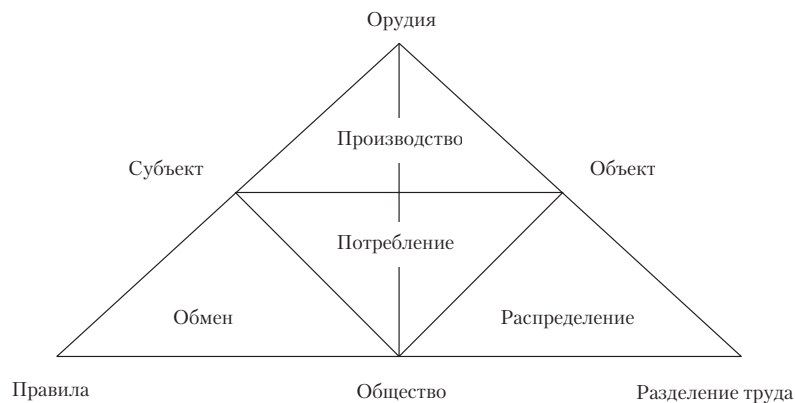 Орудия
Производство
Субъект
Объект
Потребление
Обмен
Распределение
Правила
Общество
Разделение труда